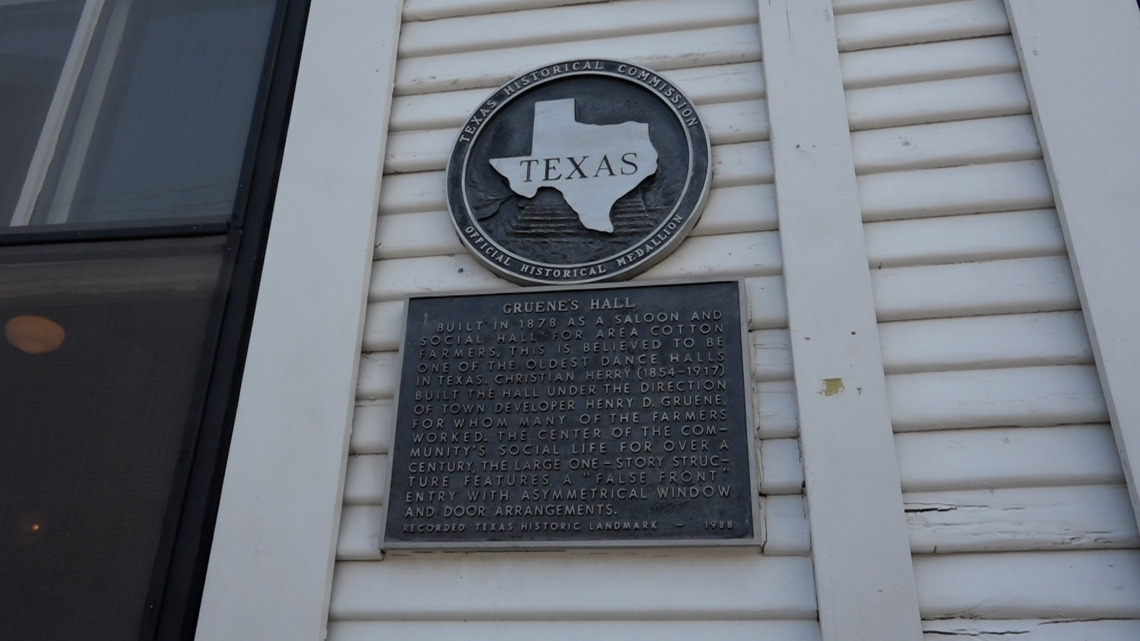 TEXAS HISTORICAL COMMISSION
TEXAS
OFFICIAL HISTORICAL MEDALLION
GRUENE'S HALL
BUILT IN 1878 AS A SALOON AND
SOCIAL HALL FOR AREA COTTON
FARMERS, THIS IS BELIEVED TO BE
ONE OF THE OLDEST DANCE HALLS
IN TEXAS. CHRISTIAN HERRY (1854-1917)
BUILT THE HALL UNDER THE DIRECTION
OF TOWN DEVELOPER HENRY D. GRUENE,
FOR WHOM MANY OF THE FARMERS
WORKED. THE CENTER OF THE COM-
MUNITY'S SOCIAL LIFE FOR OVER A
CENTURY, THE LARGE ONE-STORY STRUC-
TURE FEATURES A "FALSE FRONT"
ENTRY WITH ASYMMETRICAL WINDOW
AND DOOR ARRANGEMENTS.
RECORDED TEXAS HISTORIC LANDMARK - 1988